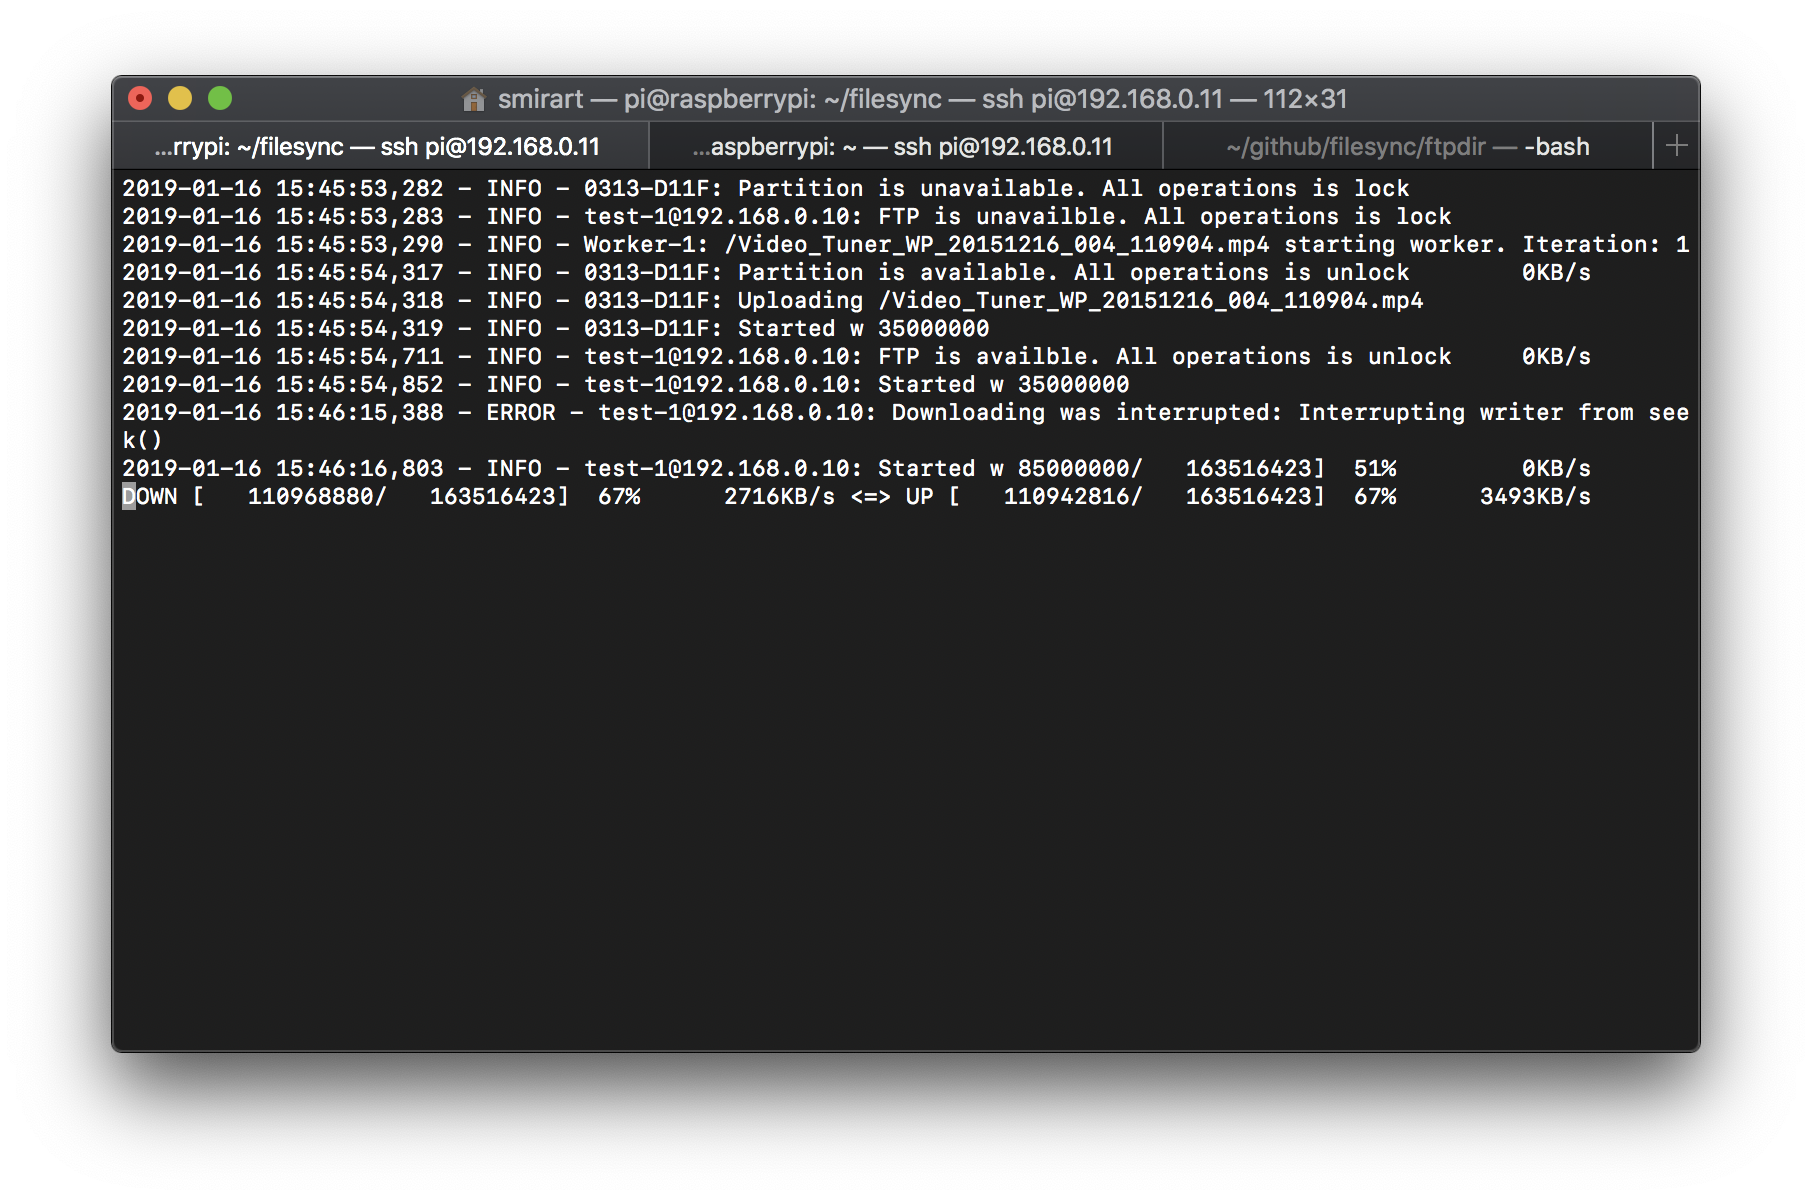 smirart — pi@raspberrypi: ~/filesync — ssh pi@192.168.0.11 — 112×31
...rrypi: ~/filesync — ssh pi@192.168.0.11 ...aspberrypi: ~ — ssh pi@192.168.0.11 ~/github/filesync/ftpdir — -bash +
2019-01-16 15:45:53,282 - INFO - 0313-D11F: Partition is unavailable. All operations is lock
2019-01-16 15:45:53,283 - INFO - test-1@192.168.0.10: FTP is unavailble. All operations is lock
2019-01-16 15:45:53,290 - INFO - Worker-1: /Video_Tuner_WP_20151216_004_110904.mp4 starting worker. Iteration: 1
2019-01-16 15:45:54,317 - INFO - 0313-D11F: Partition is available. All operations is unlock        0KB/s
2019-01-16 15:45:54,318 - INFO - 0313-D11F: Uploading /Video_Tuner_WP_20151216_004_110904.mp4
2019-01-16 15:45:54,319 - INFO - 0313-D11F: Started w 35000000
2019-01-16 15:45:54,711 - INFO - test-1@192.168.0.10: FTP is availble. All operations is unlock     0KB/s
2019-01-16 15:45:54,852 - INFO - test-1@192.168.0.10: Started w 35000000
2019-01-16 15:46:15,388 - ERROR - test-1@192.168.0.10: Downloading was interrupted: Interrupting writer from see
k()
2019-01-16 15:46:16,803 - INFO - test-1@192.168.0.10: Started w 85000000/   163516423]  51%         0KB/s
DOWN [   110968880/   163516423]  67%      2716KB/s <=> UP [   110942816/   163516423]  67%      3493KB/s